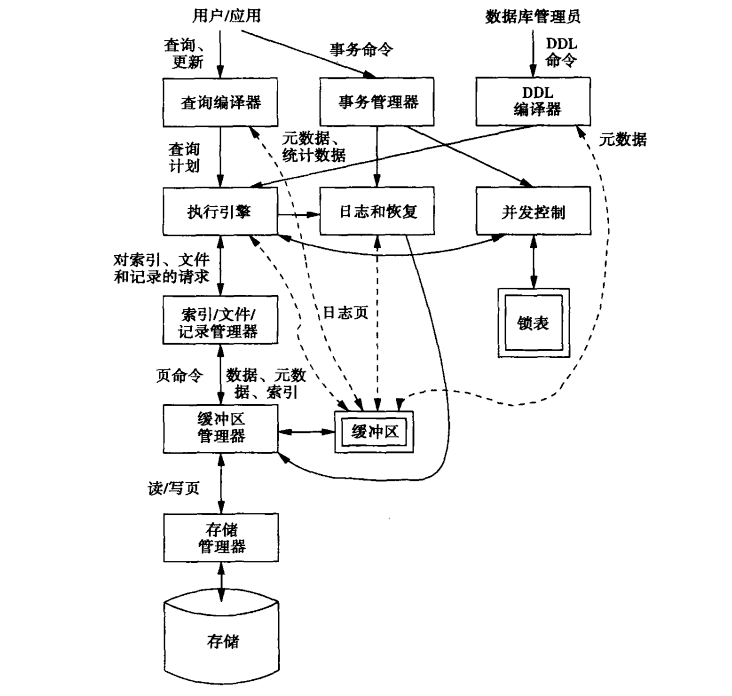 用户/应用
数据库管理员
查询、
更新
事务命令
DDL
命令
查询编译器
事务管理器
DDL
编译器
查询
计划
元数据、
统计数据
元数据
执行引擎
日志和恢复
并发控制
对索引、文件
和记录的请求
索引/文件/
记录管理器
日志页
锁表
页命令
数据、元数
据、索引
缓冲区
管理器
缓冲区
读/写页
存储
管理器
存储